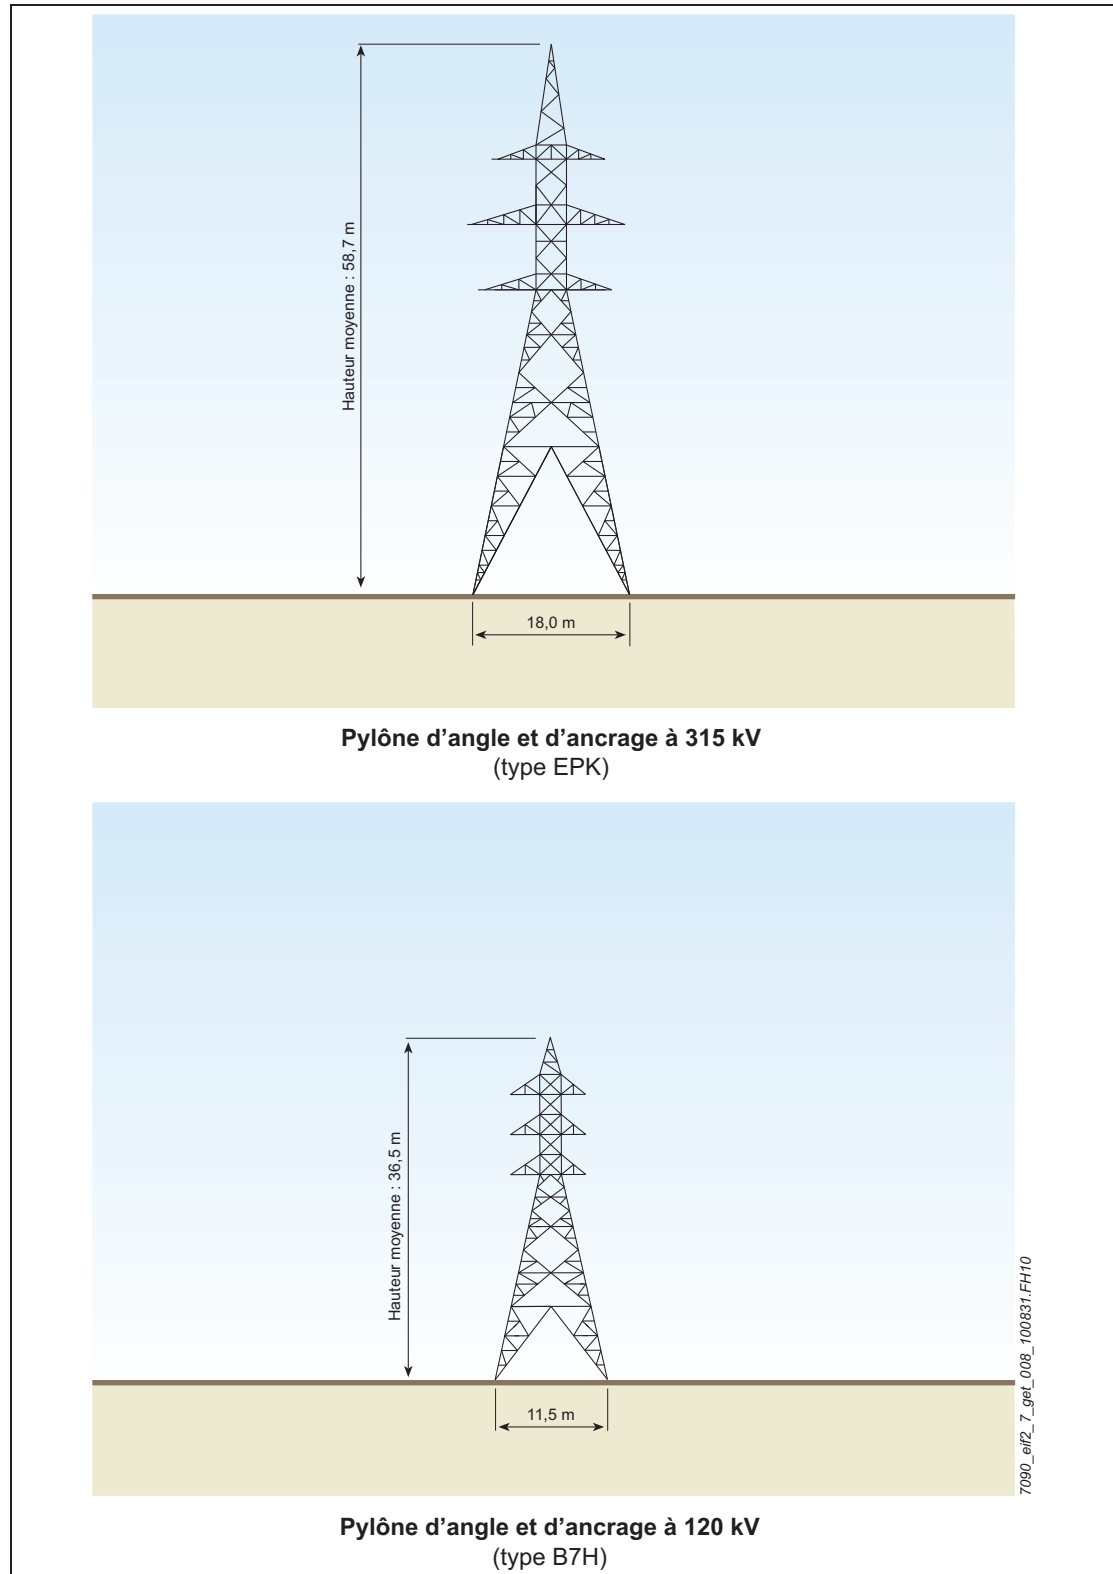 Hauteur moyenne : 58,7 m
18,0 m
Pylône d'angle et d'ancrage à 315 kV
(type EPK)
Hauteur moyenne : 36,5 m
11,5 m
7090_eif2_7_get_008_100831.FH10
Pylône d'angle et d'ancrage à 120 kV
(type B7H)